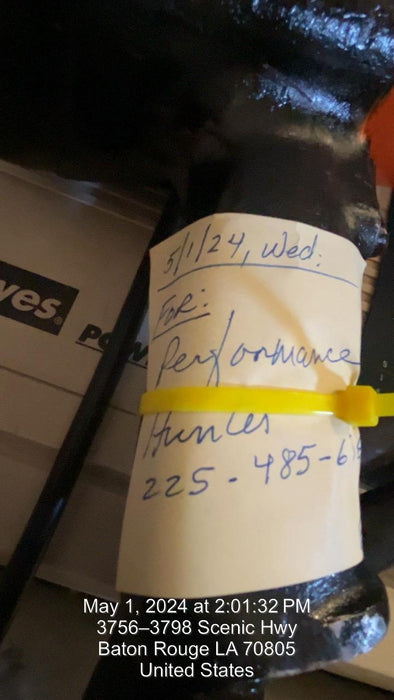 5/1/24, Wed.
FOR:
Performance
Hunter
225-485-6
yes
Pow
May 1, 2024 at 2:01:32 PM
3756–3798 Scenic Hwy
Baton Rouge LA 70805
United States